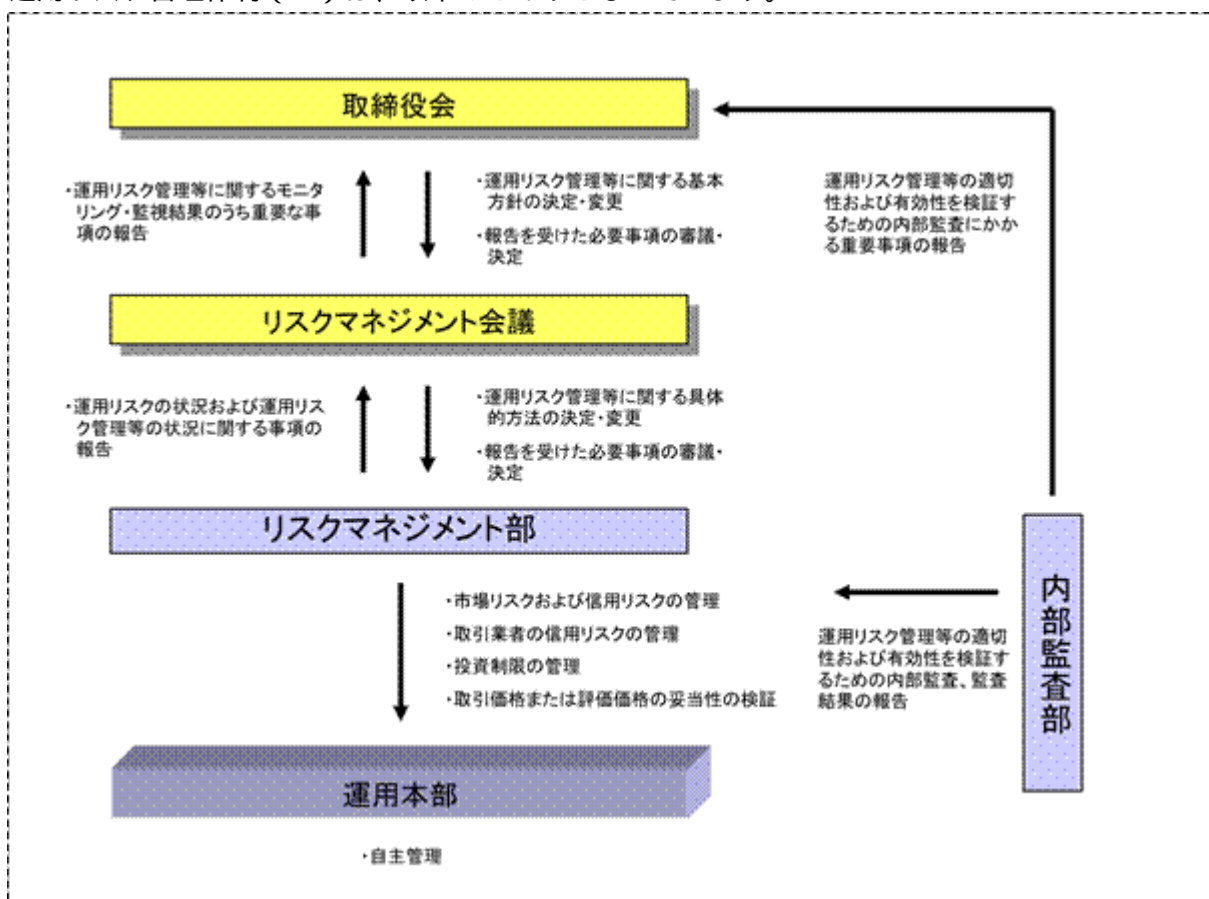 取締役会
・運用リスク管理等に関するモニタ
リング・監視結果のうち重要な事
項の報告
・運用リスク管理等に関する基本
方針の決定・変更
・報告を受けた必要事項の審議・
決定
運用リスク管理等の適切
性および有効性を検証す
るための内部監査にかか
る重要事項の報告
リスクマネジメント会議
・運用リスクの状況および運用リス
ク管理等の状況に関する事項の
報告
・運用リスク管理等に関する具体
的方法の決定・変更
・報告を受けた必要事項の審議・
決定
リスクマネジメント部
・市場リスクおよび信用リスクの管理
・取引業者の信用リスクの管理
・投資制限の管理
・取引価格または評価価格の妥当性の検証
運用リスク管理等の適切
性および有効性を検証す
るための内部監査、監査
結果の報告
内部監査部
運用本部
・自主管理